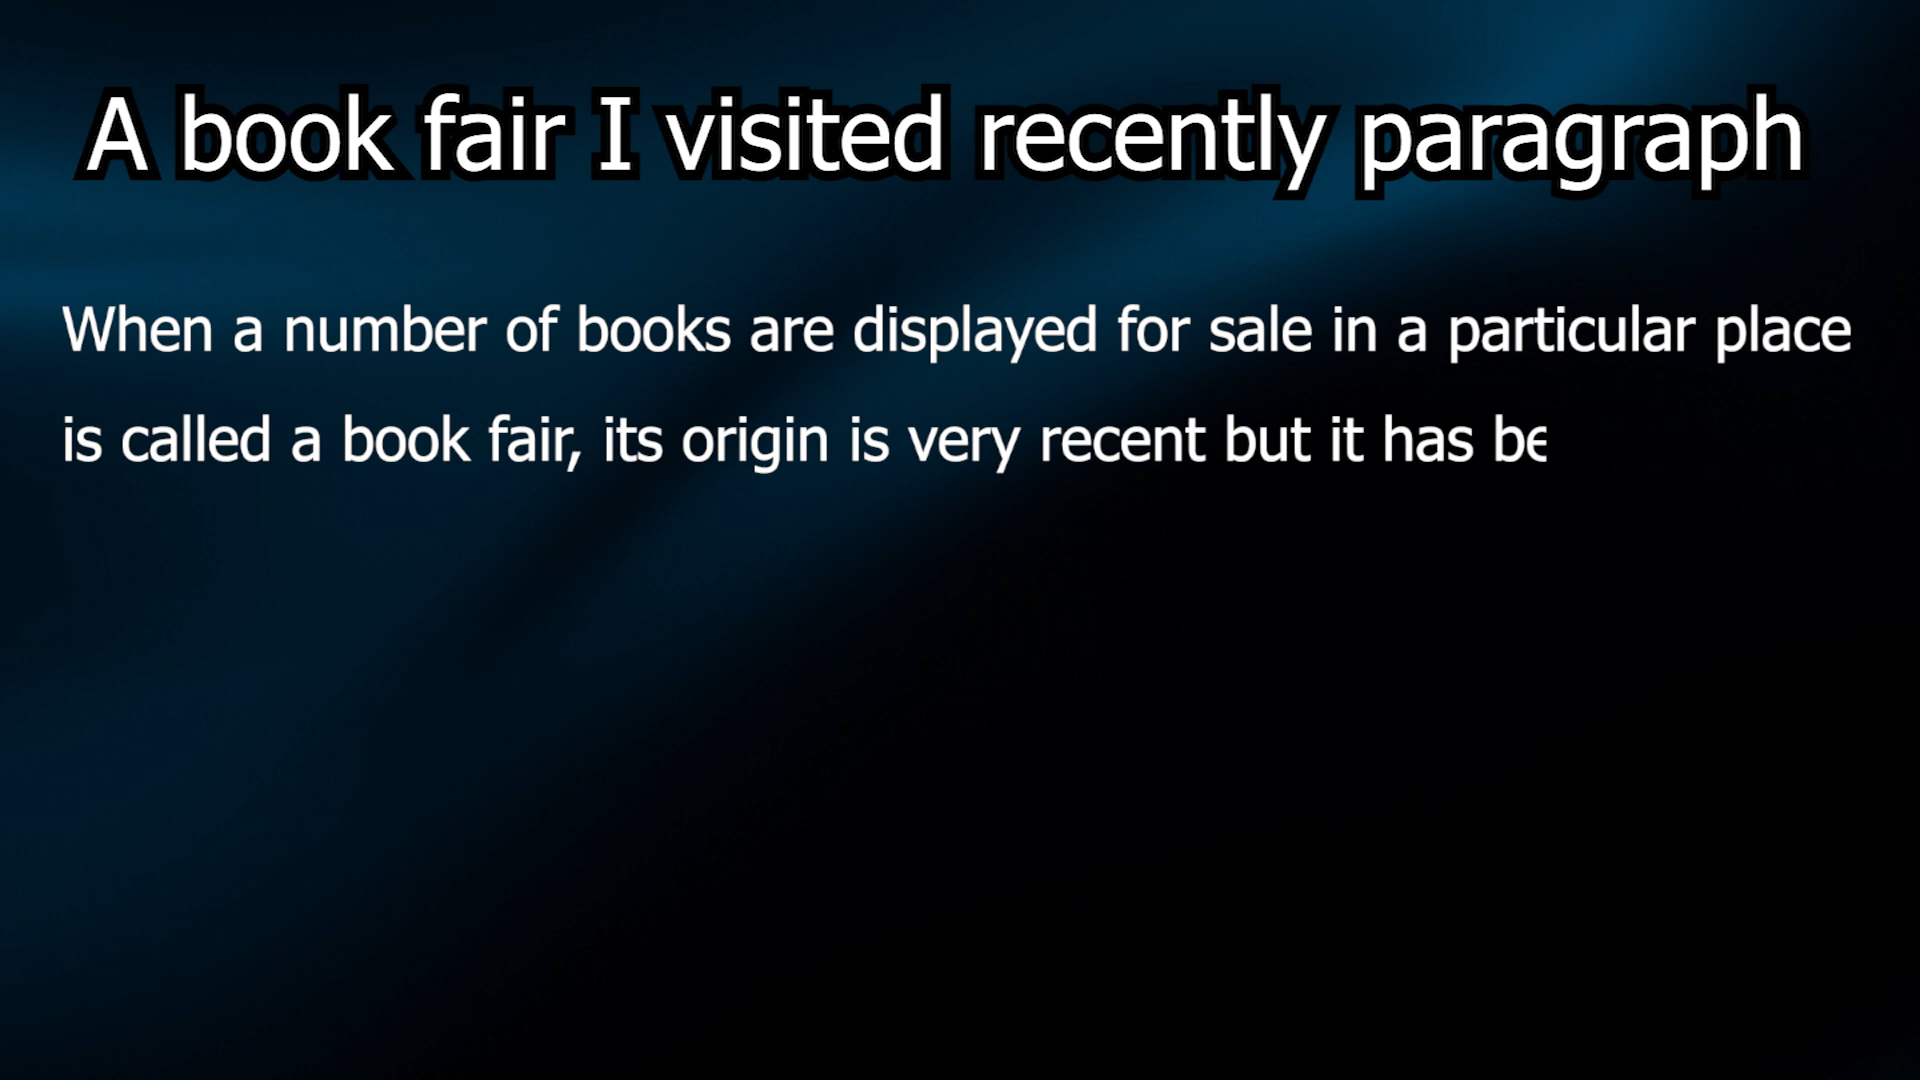 A book fair I visited recently paragraph
When a number of books are displayed for sale in a particular place
is called a book fair, its origin is very recent but it has be